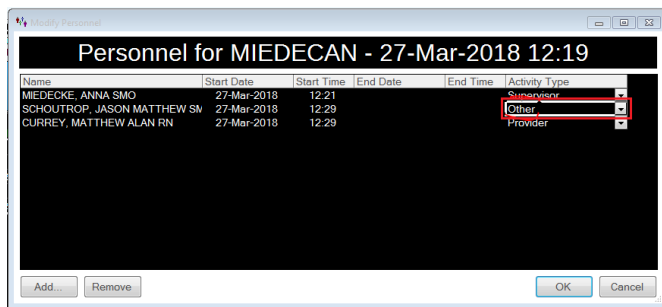 Modify Personnel
Personnel for MIEDECAN - 27-Mar-2018 12:19
Name Start Date Start Time End Date End Time Activity Type
MIEDECKE, ANNA SMO 27-Mar-2018 12:21 Supervisor
SCHOUTROP, JASON MATTHEW SM 27-Mar-2018 12:29 Other
CURREY, MATTHEW ALAN RN 27-Mar-2018 12:29 Provider
Add... Remove OK Cancel